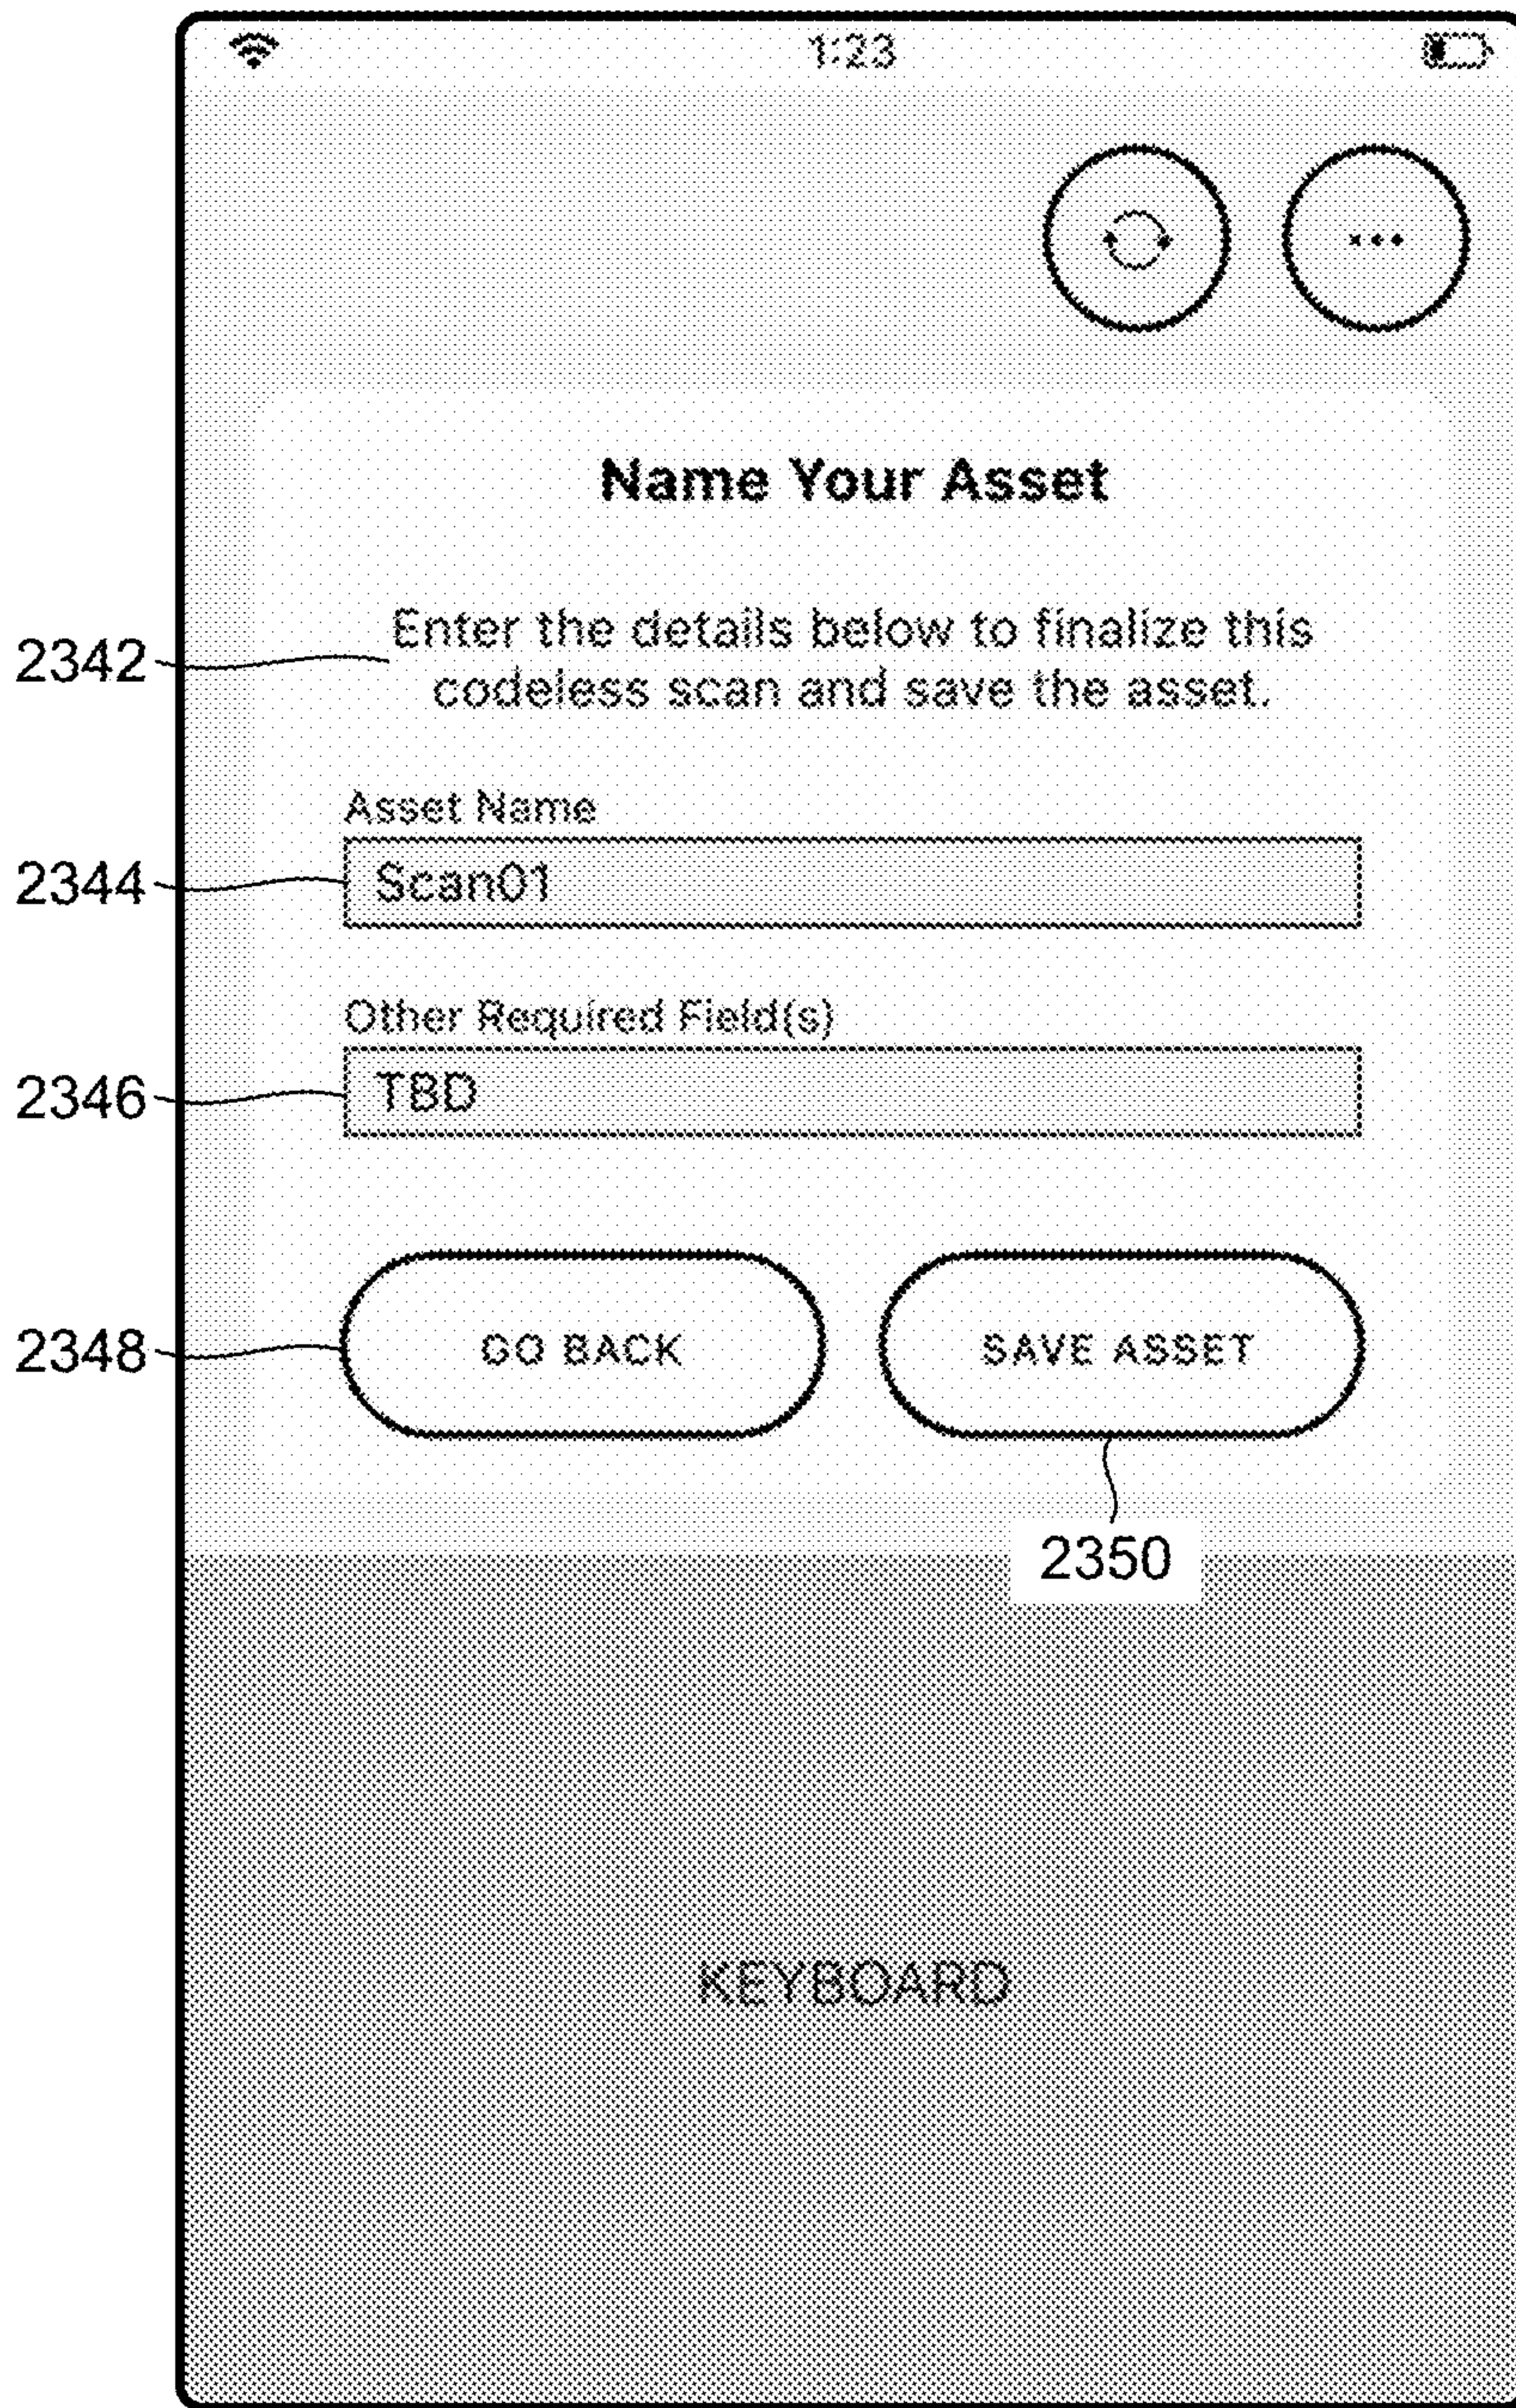 1:23
Name Your Asset
2342
Enter the details below to finalize this
codeless scan and save the asset.
Asset Name
2344
Scan01
Other Required Field(s)
2346
TBD
2348
GO BACK
SAVE ASSET
2350
KEYBOARD